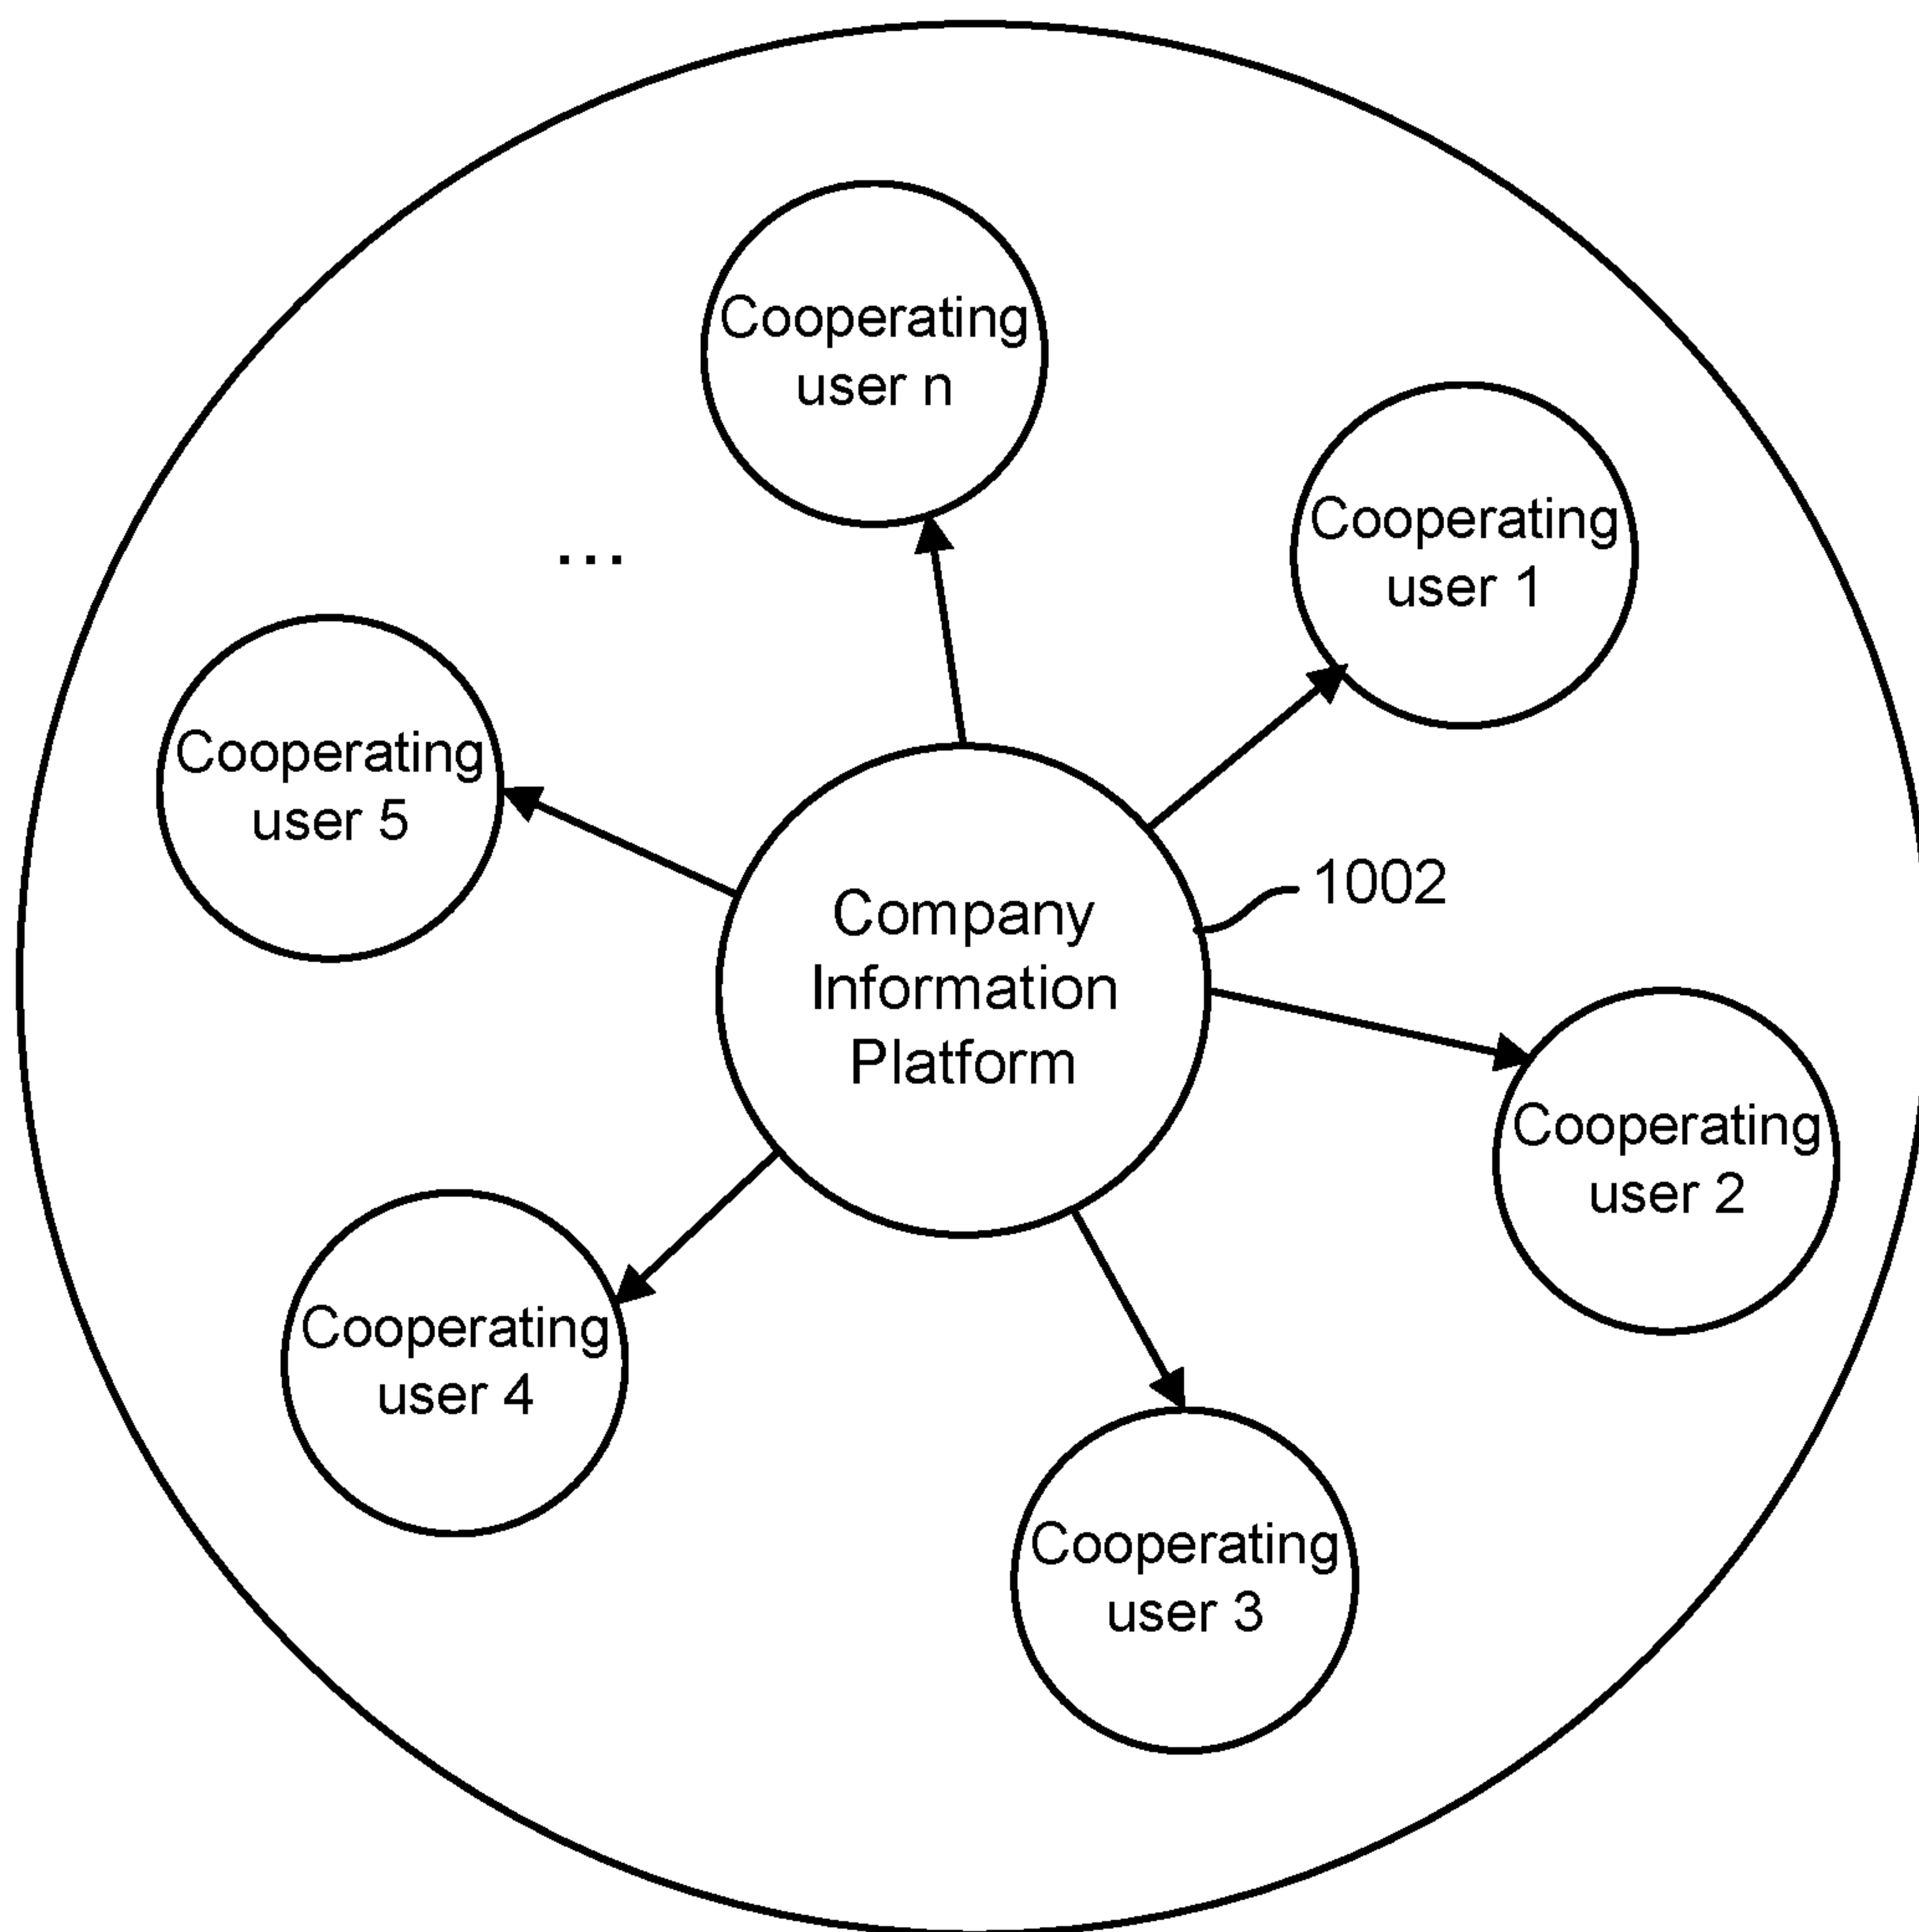 Cooperating
user n
Cooperating
user 1
...
Cooperating
user 5
1002
Company
Information
Platform
Cooperating
user 2
Cooperating
user 4
Cooperating
user 3